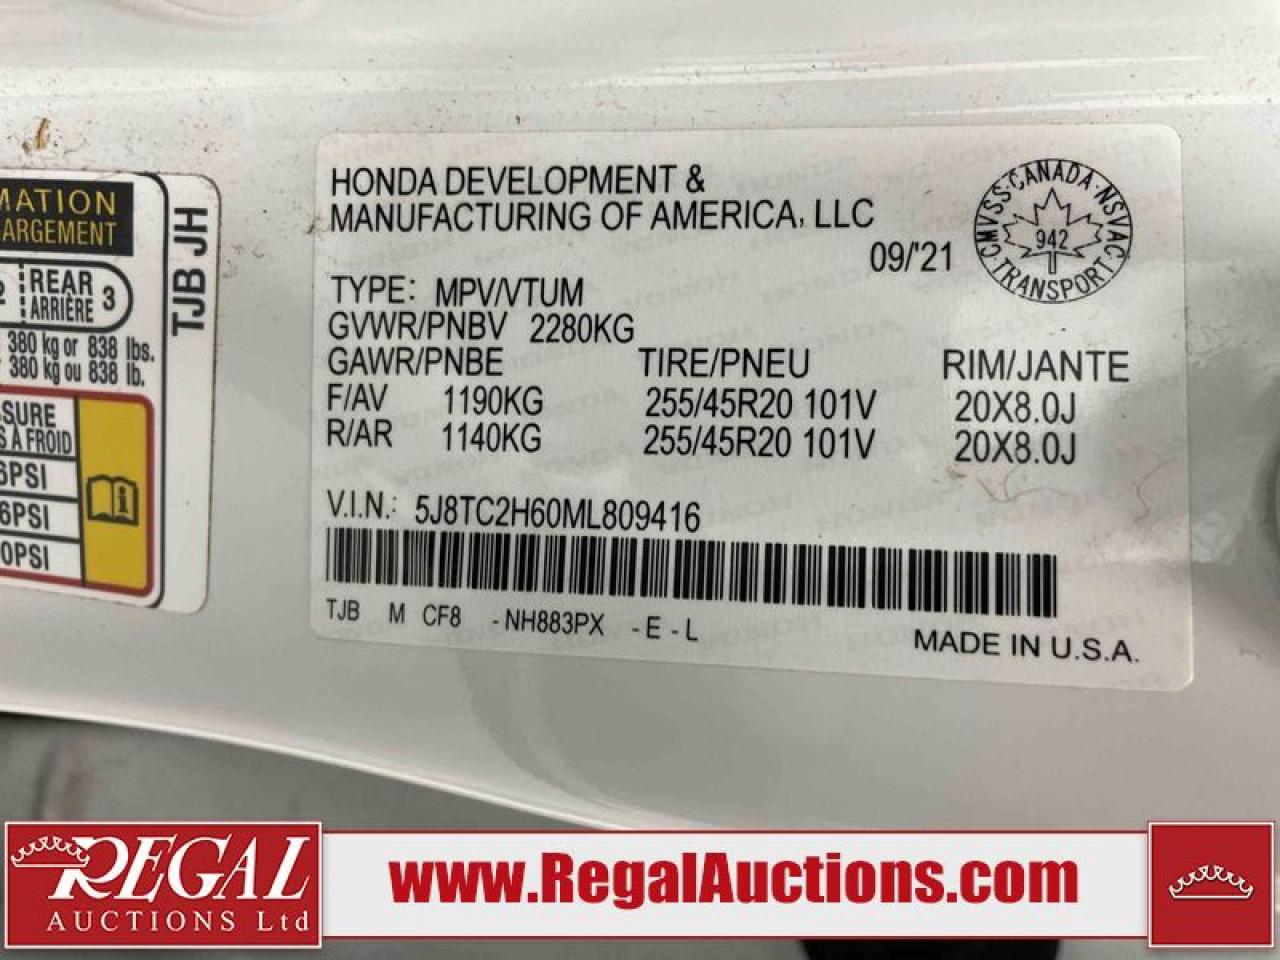 MATION
ARGEMENT
2 REAR ARRIÈRE 3
380 kg or 838 lbs.
380 kg ou 838 lb.
SSURE
S À FROID
6PSI
6PSI
0PSI
TJB JH
HONDA DEVELOPMENT &
MANUFACTURING OF AMERICA, LLC
09/'21
CMVSS·CANADA·NSVAC
942
TRANSPORT
TYPE: MPV/VTUM
GVWR/PNBV 2280KG
GAWR/PNBE TIRE/PNEU RIM/JANTE
F/AV 1190KG 255/45R20 101V 20X8.0J
R/AR 1140KG 255/45R20 101V 20X8.0J
V.I.N.: 5J8TC2H60ML809416
TJB M CF8 -NH883PX -E-L
MADE IN U.S.A.
REGAL
AUCTIONS Ltd
www.RegalAuctions.com